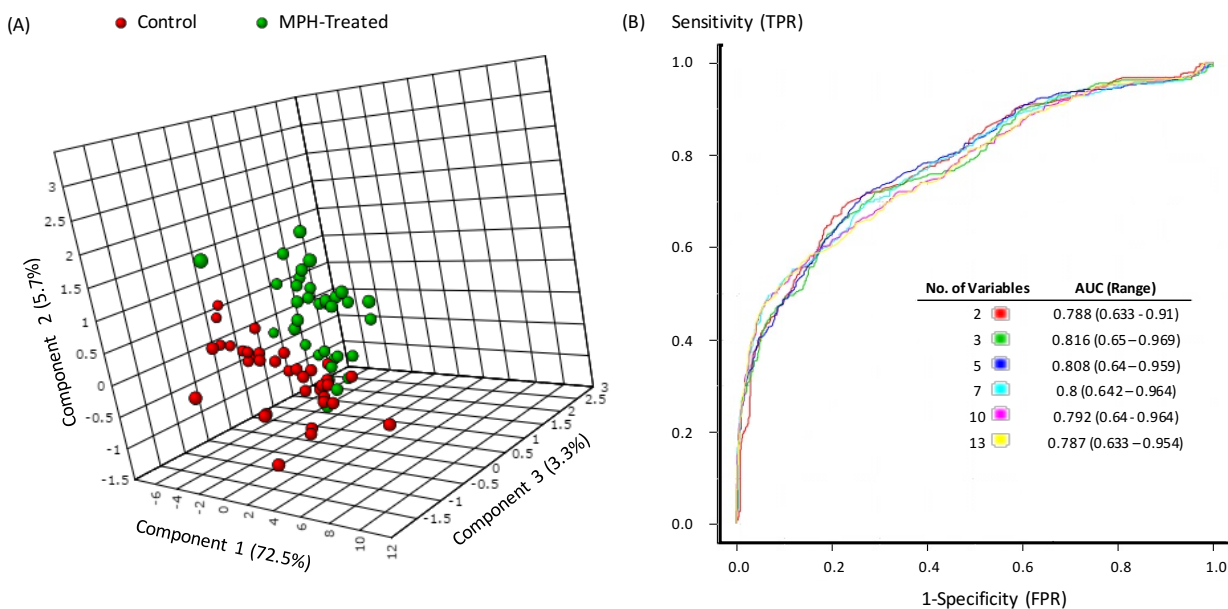 (A)
Control
MPH-Treated
3
2.5
2
1.5
1
0.5
0
-0.5
-1
-1.5
Component 2 (5.7%)
-6
-4
-2
0
2
4
6
8
10
12
Component 1 (72.5%)
-1.5
-1
-0.5
0
0.5
1
1.5
2
2.5
3
Component 3 (3.3%)
(B)
Sensitivity (TPR)
1.0
0.8
0.6
0.4
0.2
0.0
No. of Variables AUC (Range)
2 0.788 (0.633 - 0.91)
3 0.816 (0.65 – 0.969)
5 0.808 (0.64 – 0.959)
7 0.8 (0.642 – 0.964)
10 0.792 (0.64 - 0.964)
13 0.787 (0.633 – 0.954)
0.0 0.2 0.4 0.6 0.8 1.0
1-Specificity (FPR)